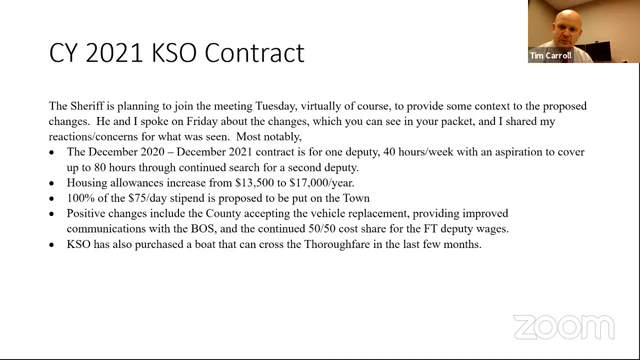 Tim Carroll
CY 2021 KSO Contract
The Sheriff is planning to join the meeting Tuesday, virtually of course, to provide some context to the proposed
changes. He and I spoke on Friday about the changes, which you can see in your packet, and I shared my
reactions/concerns for what was seen. Most notably,
• The December 2020 – December 2021 contract is for one deputy, 40 hours/week with an aspiration to cover
up to 80 hours through continued search for a second deputy.
• Housing allowances increase from $13,500 to $17,000/year.
• 100% of the $75/day stipend is proposed to be put on the Town
• Positive changes include the County accepting the vehicle replacement, providing improved
communications with the BOS, and the continued 50/50 cost share for the FT deputy wages.
• KSO has also purchased a boat that can cross the Thoroughfare in the last few months.
zoom